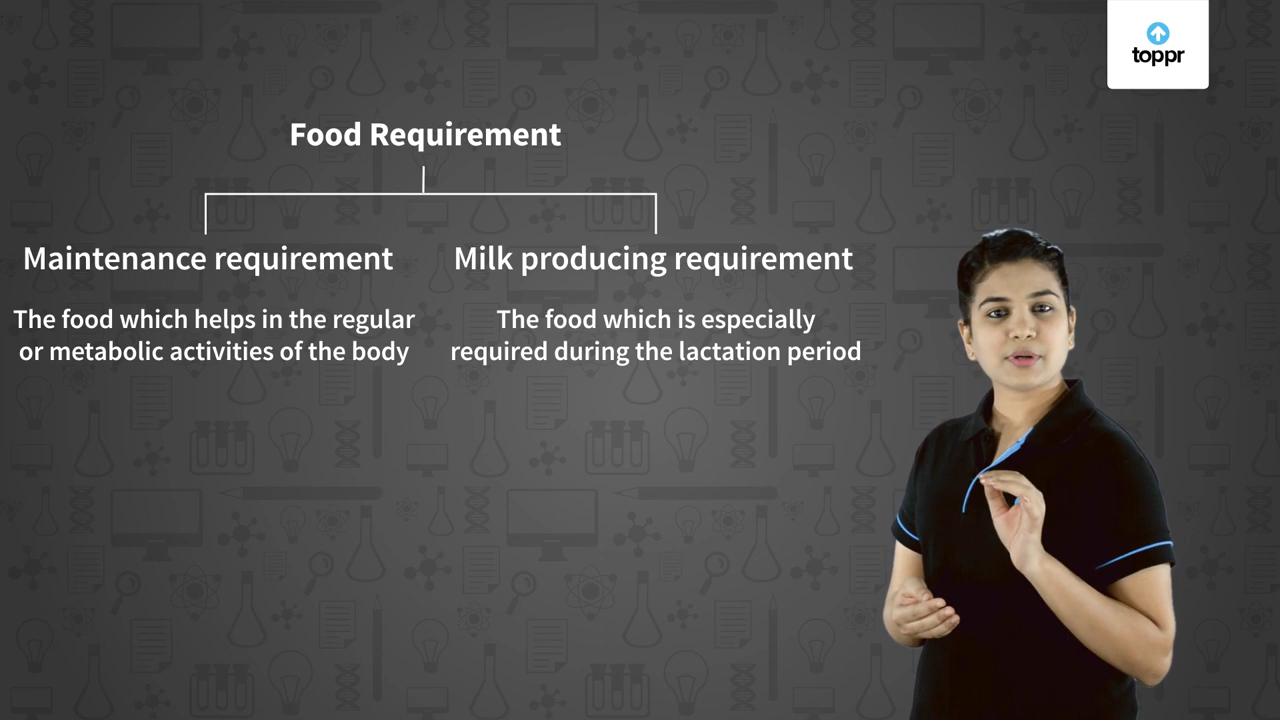 toppr
Food Requirement
Maintenance requirement
Milk producing requirement
The food which helps in the regular
or metabolic activities of the body
The food which is especially
required during the lactation period